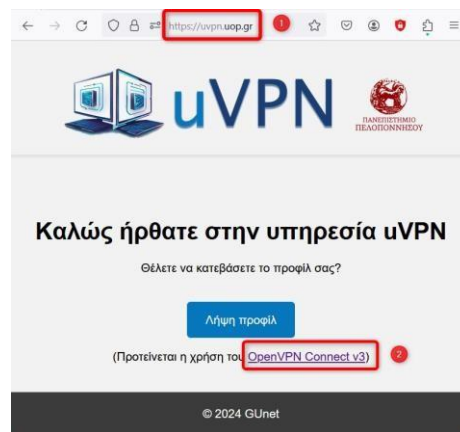 https://uvpn.uop.gr
1
uVPN
ΠΑΝΕΠΙΣΤΗΜΙΟ
ΠΕΛΟΠΟΝΝΗΣΟΥ
Καλώς ήρθατε στην υπηρεσία uVPN
Θέλετε να κατεβάσετε το προφίλ σας?
Λήψη προφίλ
(Προτείνεται η χρήση του OpenVPN Connect v3)
2
© 2024 GUnet